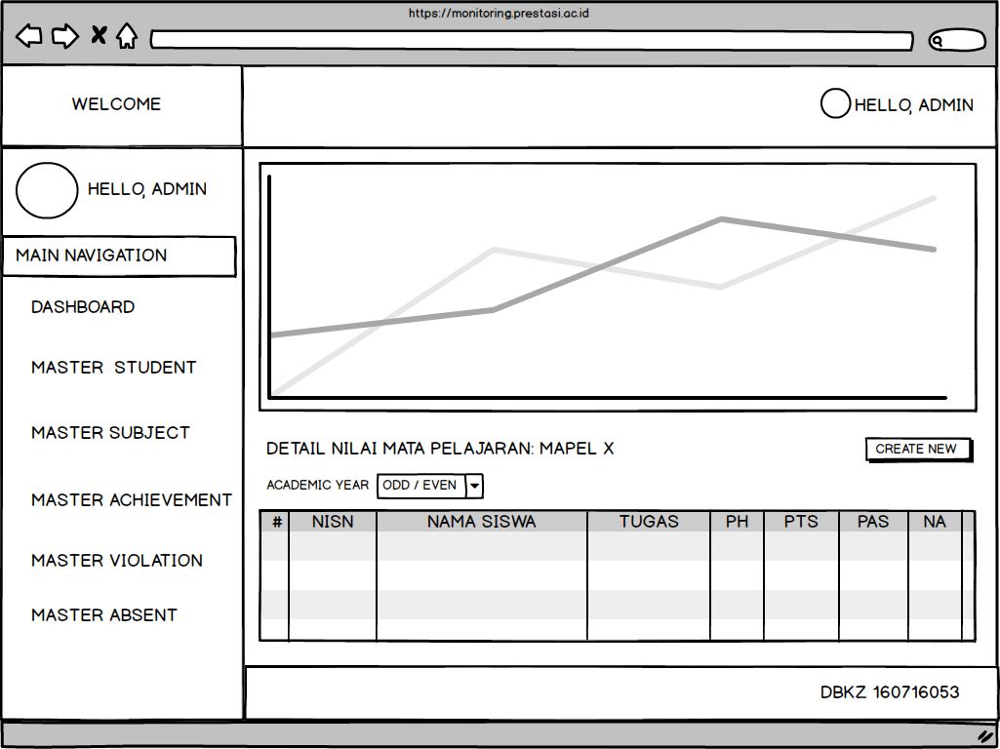 https://monitoring.prestasi.ac.id
WELCOME
HELLO, ADMIN
HELLO, ADMIN
MAIN NAVIGATION
DASHBOARD
MASTER STUDENT
MASTER SUBJECT
MASTER ACHIEVEMENT
MASTER VIOLATION
MASTER ABSENT
DETAIL NILAI MATA PELAJARAN: MAPEL X
CREATE NEW
ACADEMIC YEAR ODD / EVEN
# NISN NAMA SISWA TUGAS PH PTS PAS NA
DBKZ 160716053